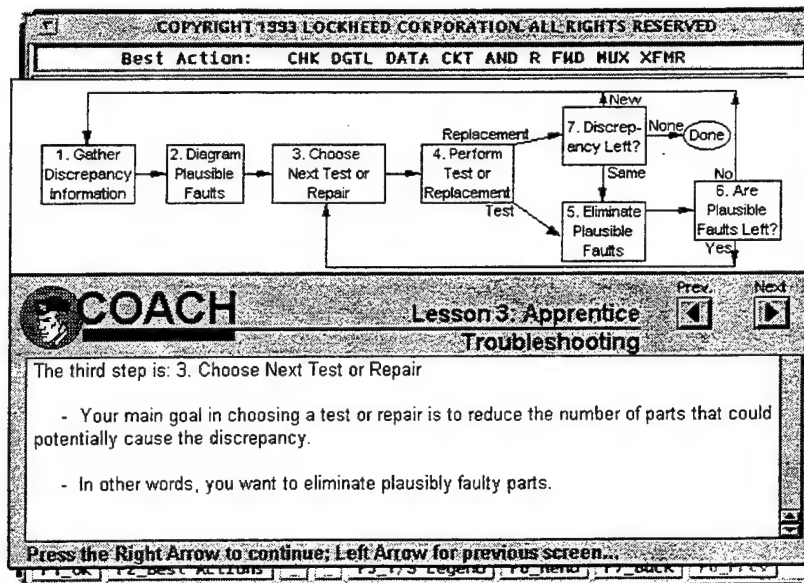 COPYRIGHT 1993 LOCKHEED CORPORATION. ALL RIGHTS RESERVED
Best Action: CHK DGTL DATA CKT AND R FWD MUX XFMR
New
Replacement
7. Discrep-
ancy Left?
None
Done
1. Gather
Discrepancy
Information
2. Diagram
Plausible
Faults
3. Choose
Next Test or
Repair
4. Perform
Test or
Replacement
Same
No
Test
5. Eliminate
Plausible
Faults
6. Are
Plausible
Faults Left?
Yes
COACH
Lesson 3: Apprentice
Troubleshooting
Prev.
Next
The third step is: 3. Choose Next Test or Repair
- Your main goal in choosing a test or repair is to reduce the number of parts that could
potentially cause the discrepancy.
- In other words, you want to eliminate plausibly faulty parts.
Press the Right Arrow to continue; Left Arrow for previous screen...